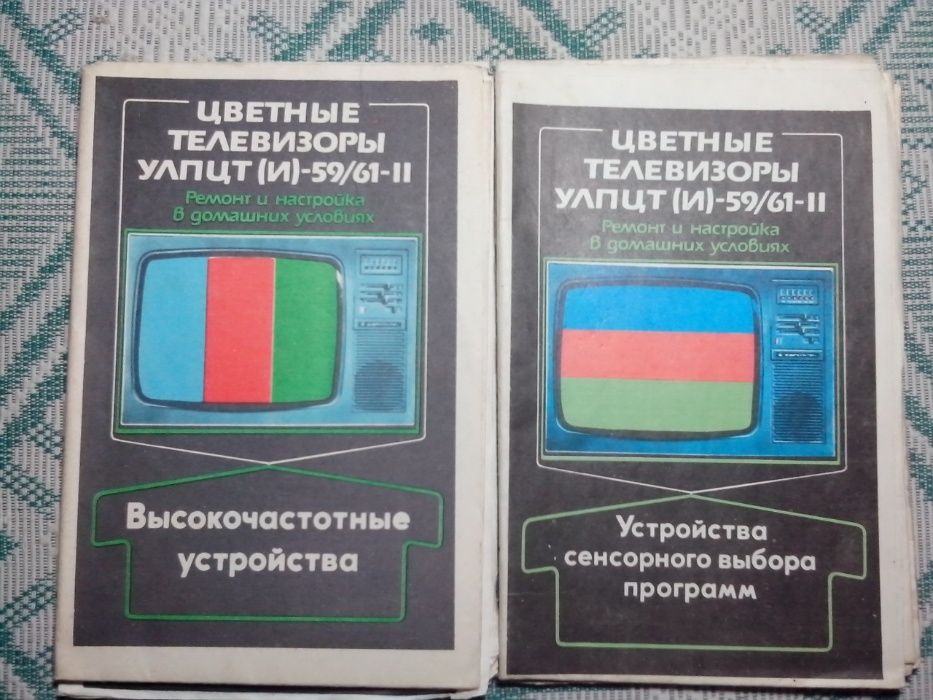 ЦВЕТНЫЕ
ТЕЛЕВИЗОРЫ
УЛПЦТ (И)-59/61-II
Ремонт и настройка
в домашних условиях
Высокочастотные
устройства
ЦВЕТНЫЕ
ТЕЛЕВИЗОРЫ
УЛПЦТ (И)-59/61-II
Ремонт и настройка
в домашних условиях
Устройства
сенсорного выбора
программ